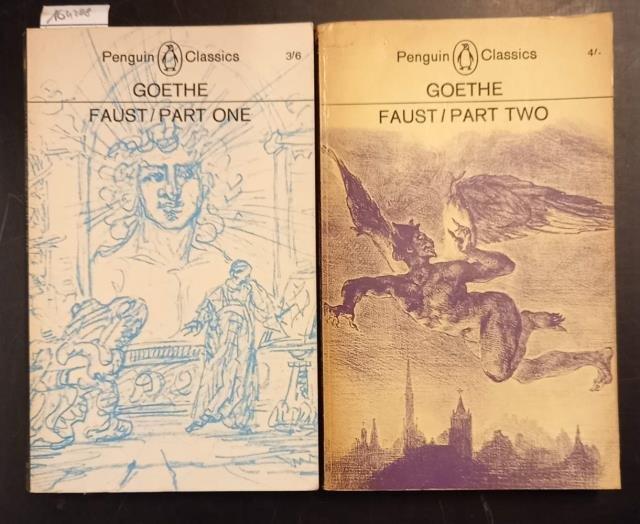 Penguin Classics 3/6
GOETHE
FAUST/PART ONE
Penguin Classics 4/-
GOETHE
FAUST/PART TWO